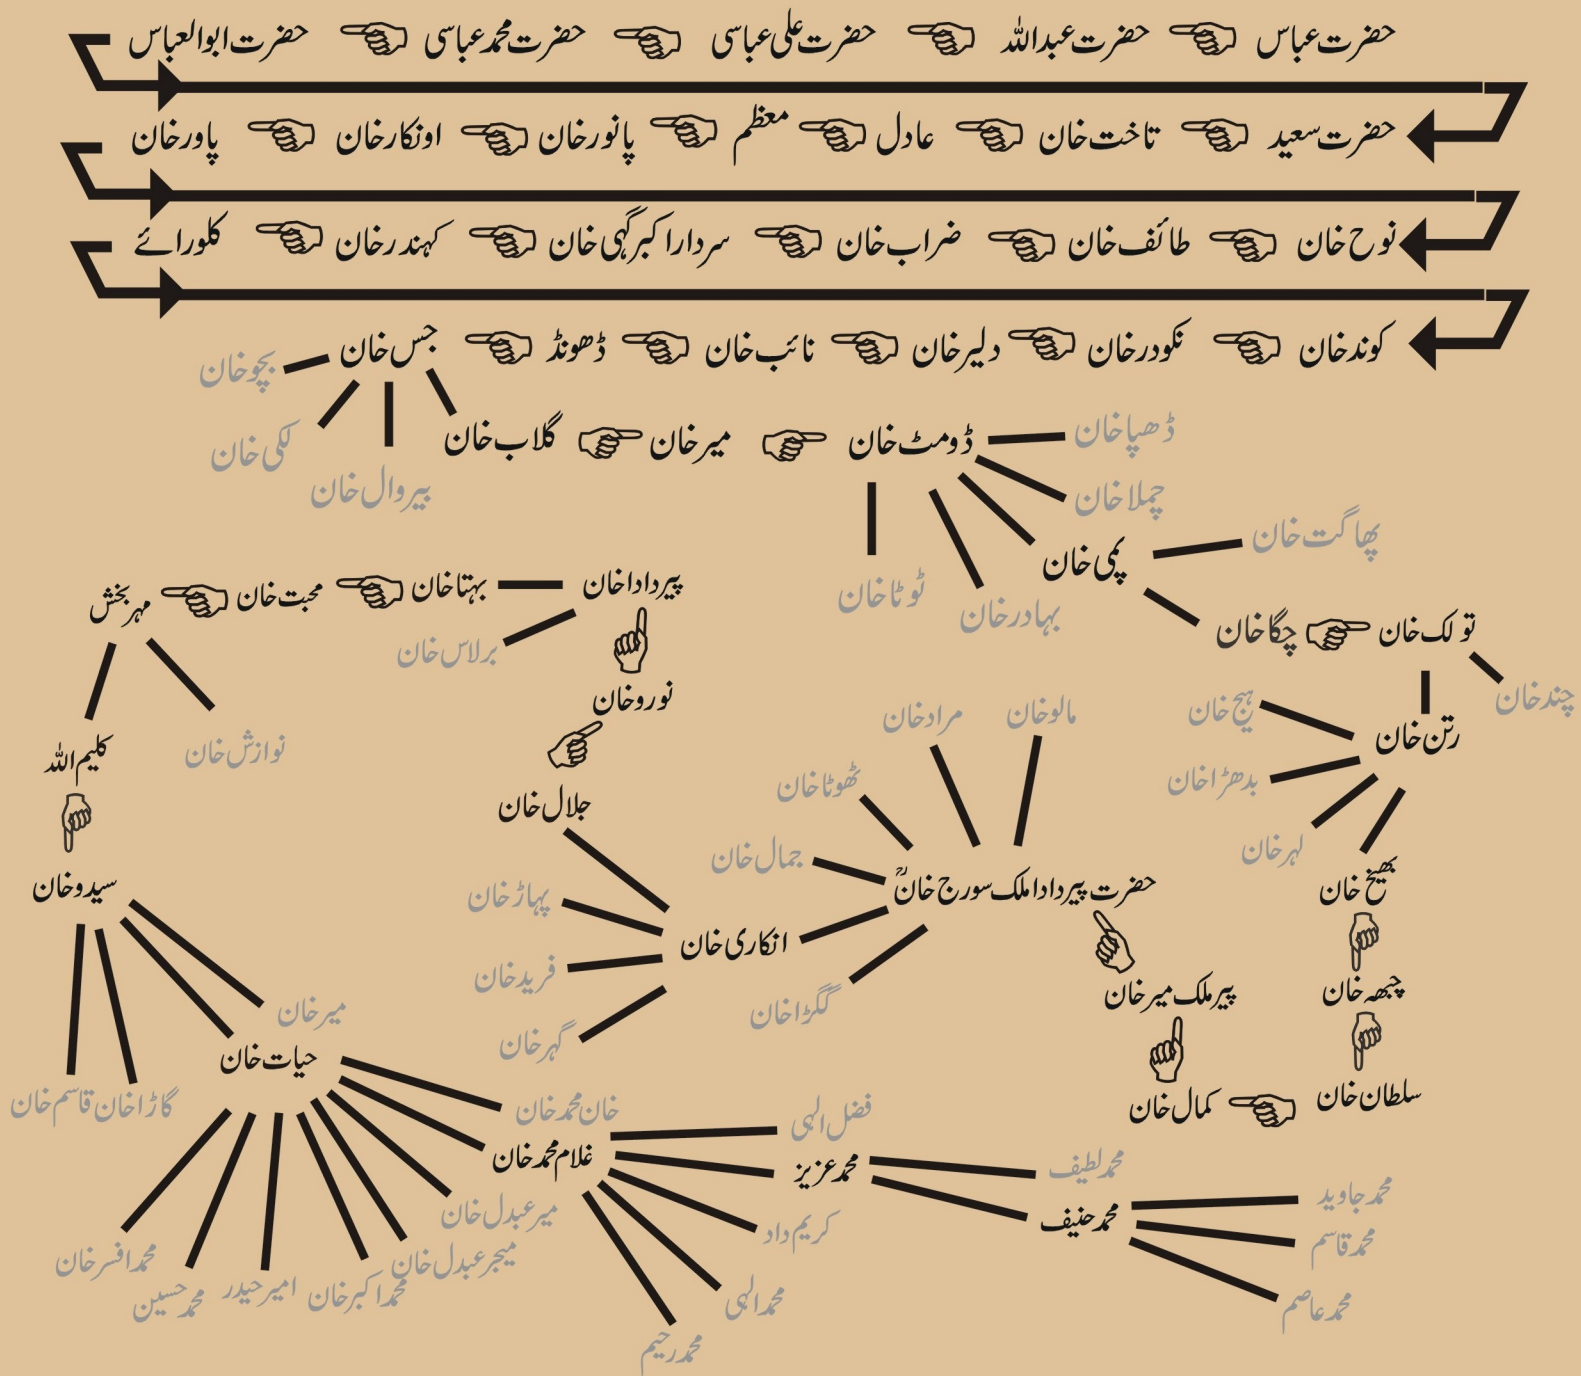 حضرت عباس حضرت عبداللہ حضرت علی عباسی حضرت محمد عباسی حضرت ابوالعباس
حضرت سعید تاخت خان عادل معظم پانور خان اونکار خان پاور خان
نوح خان طائف خان ضراب خان سردار اکبر گہی خان کہندر خان کلورائے
کوند خان نکودر خان دلیر خان نائب خان ڈھونڈ جس خان بچو خان
ڈھپا خان ڈومٹ خان میر خان گلاب خان لکی خان
چملا خان بیروال خان
پھاگت خان
پمی خان
ٹوٹا خان بہادر خان
پیر دادا خان بہتا خان محبت خان مہر بخش
تولک خان چگا خان
برلاس خان
نورو خان
چند خان
رتن خان ہیج خان
مالو خان مراد خان
نوازش خان کلیم اللہ
بدھڑا خان
ٹھوٹا خان
جلال خان
لہر خان
جمال خان
بھیخ خان
حضرت پیر دادا ملک سورج خانؒ
پہاڑ خان
سیدو خان
انکاری خان
فرید خان
چبھہ خان
پیر ملک میر خان
گگڑا خان
میر خان
گہر خان
حیات خان
سلطان خان کمال خان
خان محمد خان
گاڑا خان قاسم خان
فضل الہی
غلام محمد خان
محمد عزیز
محمد لطیف
محمد جاوید
محمد حنیف
میر عبدل خان
کریم داد
محمد قاسم
میجر عبدل خان
محمد افسر خان
محمد حسین امیر حیدر محمد اکبر خان
محمد الہی
محمد عاصم
محمد رحیم